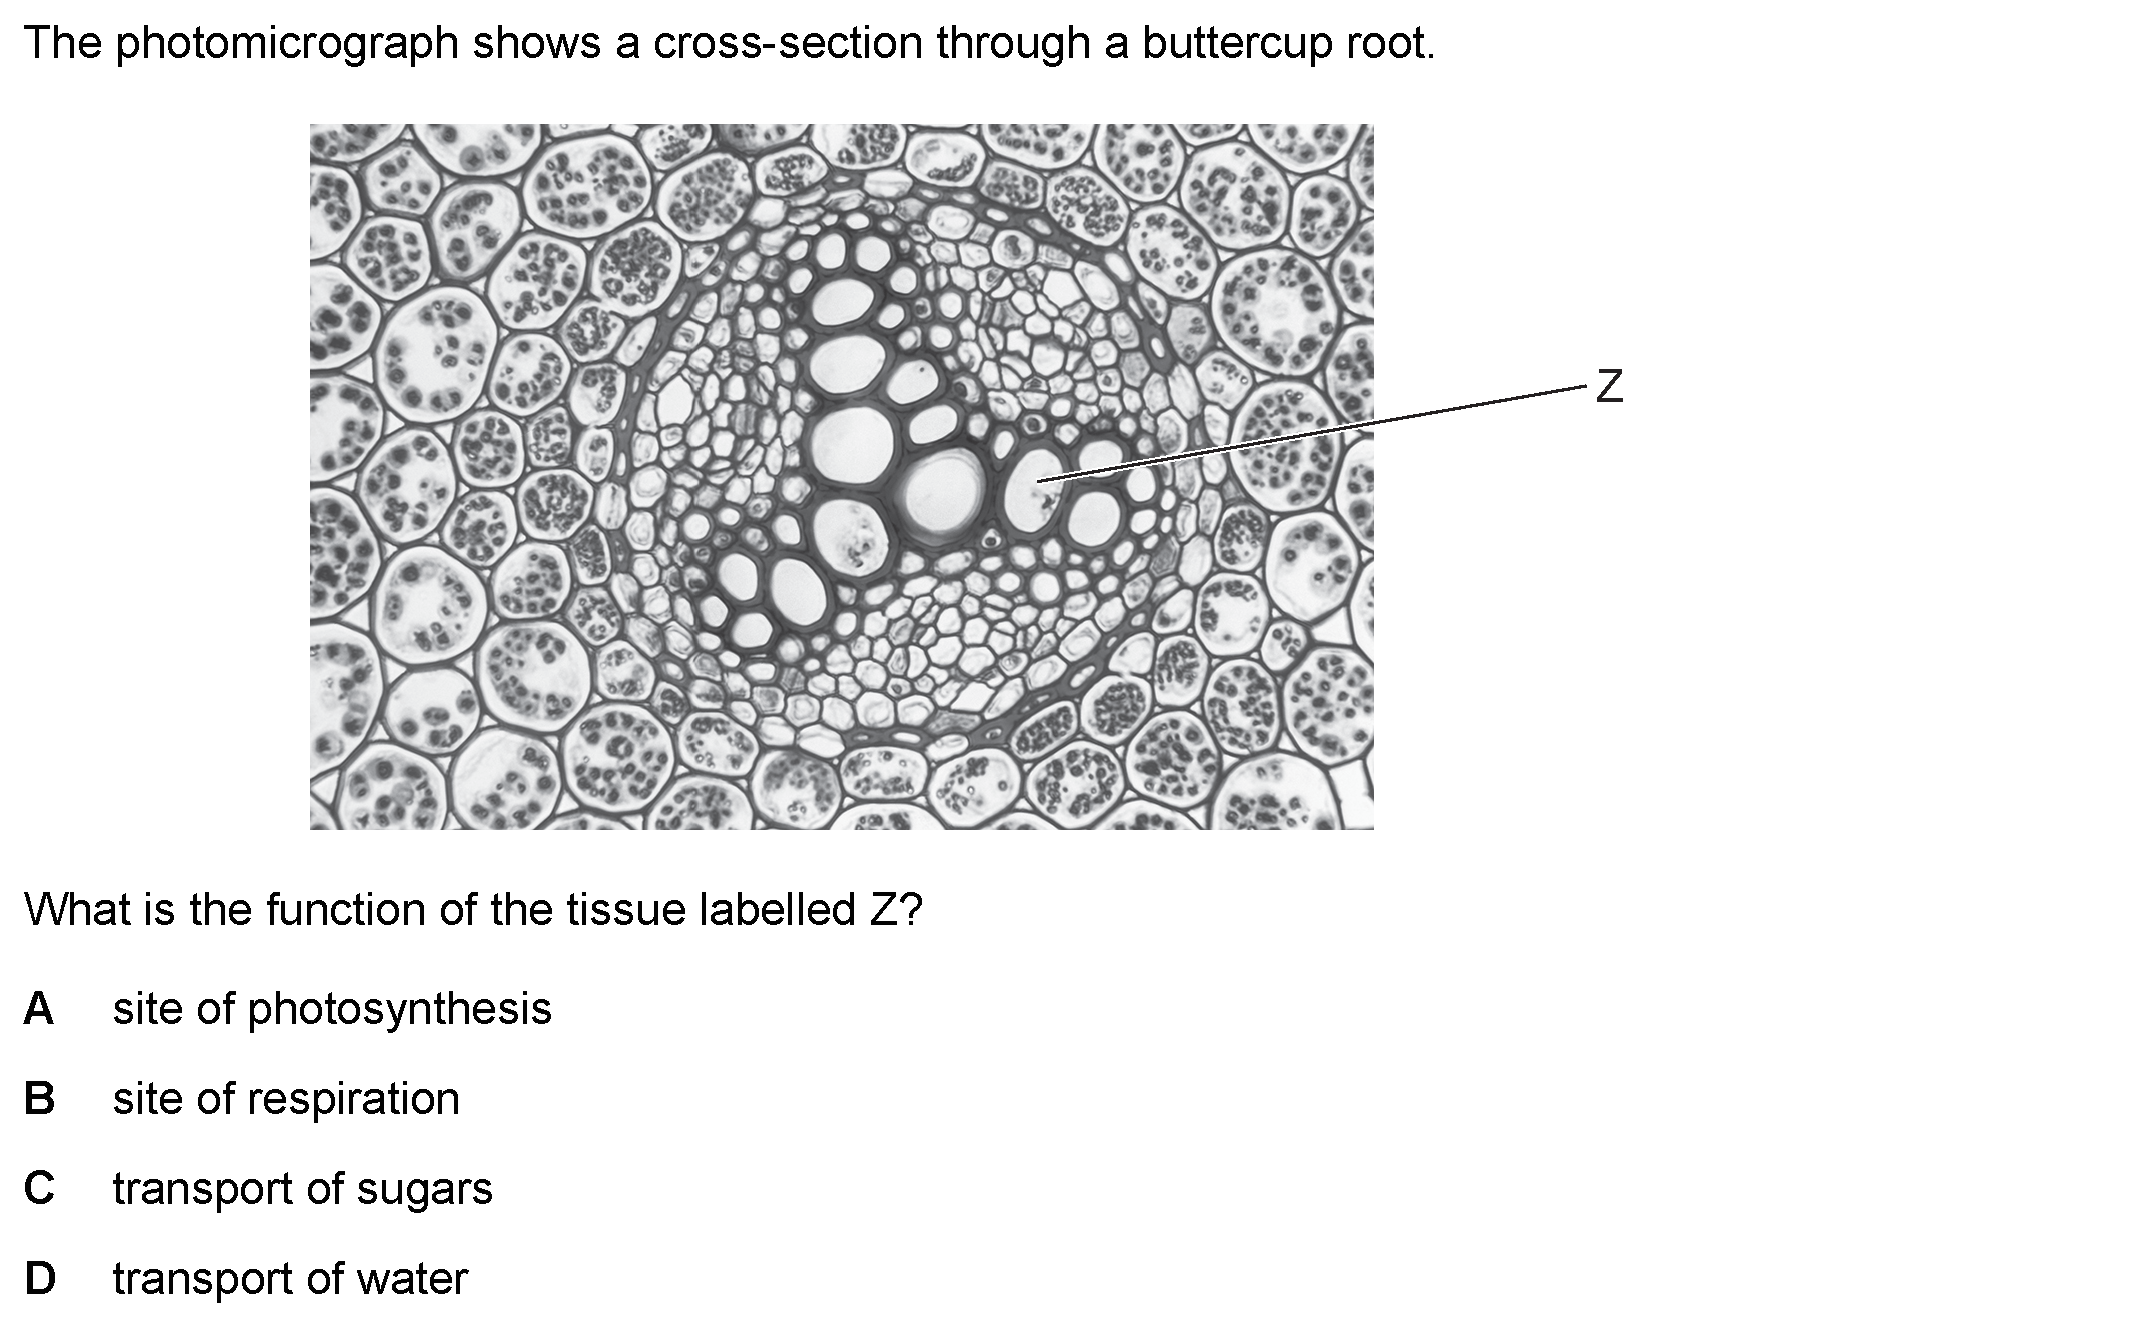 The photomicrograph shows a cross-section through a buttercup root.
Z
What is the function of the tissue labelled Z?
A site of photosynthesis
B site of respiration
C transport of sugars
D transport of water